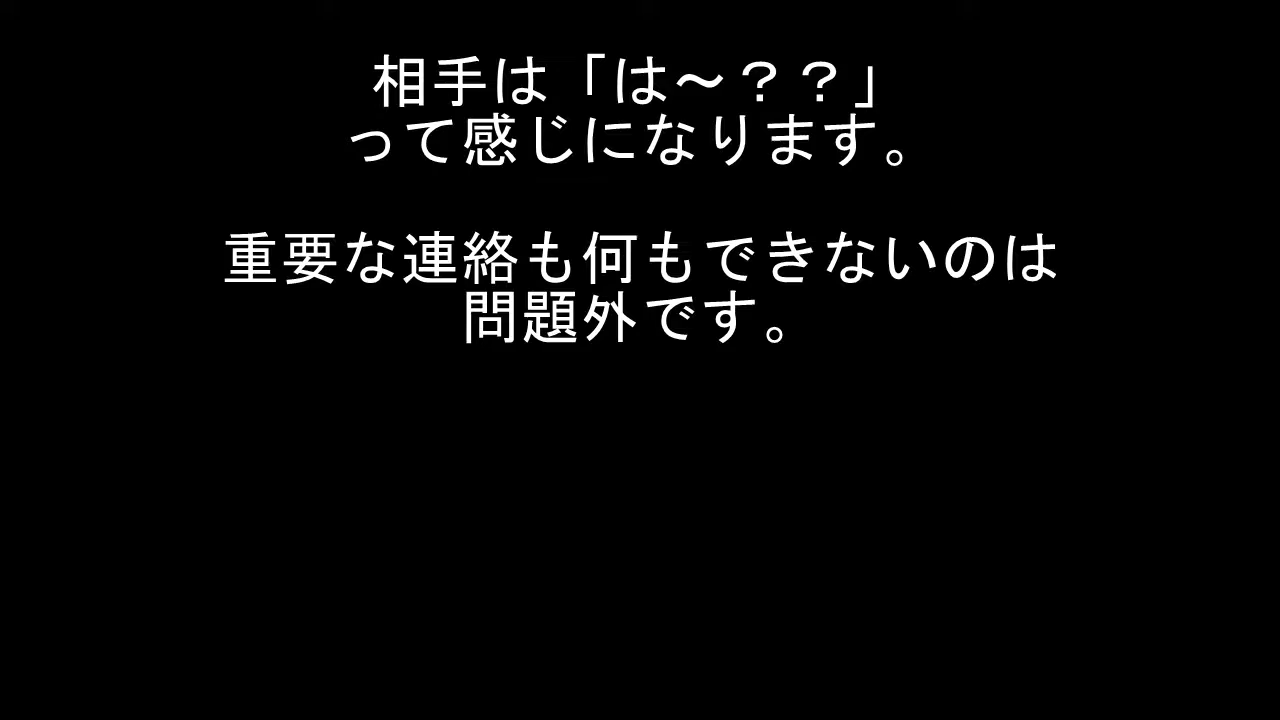 相手は「は～？？」
って感じになります。
重要な連絡も何もできないのは
問題外です。